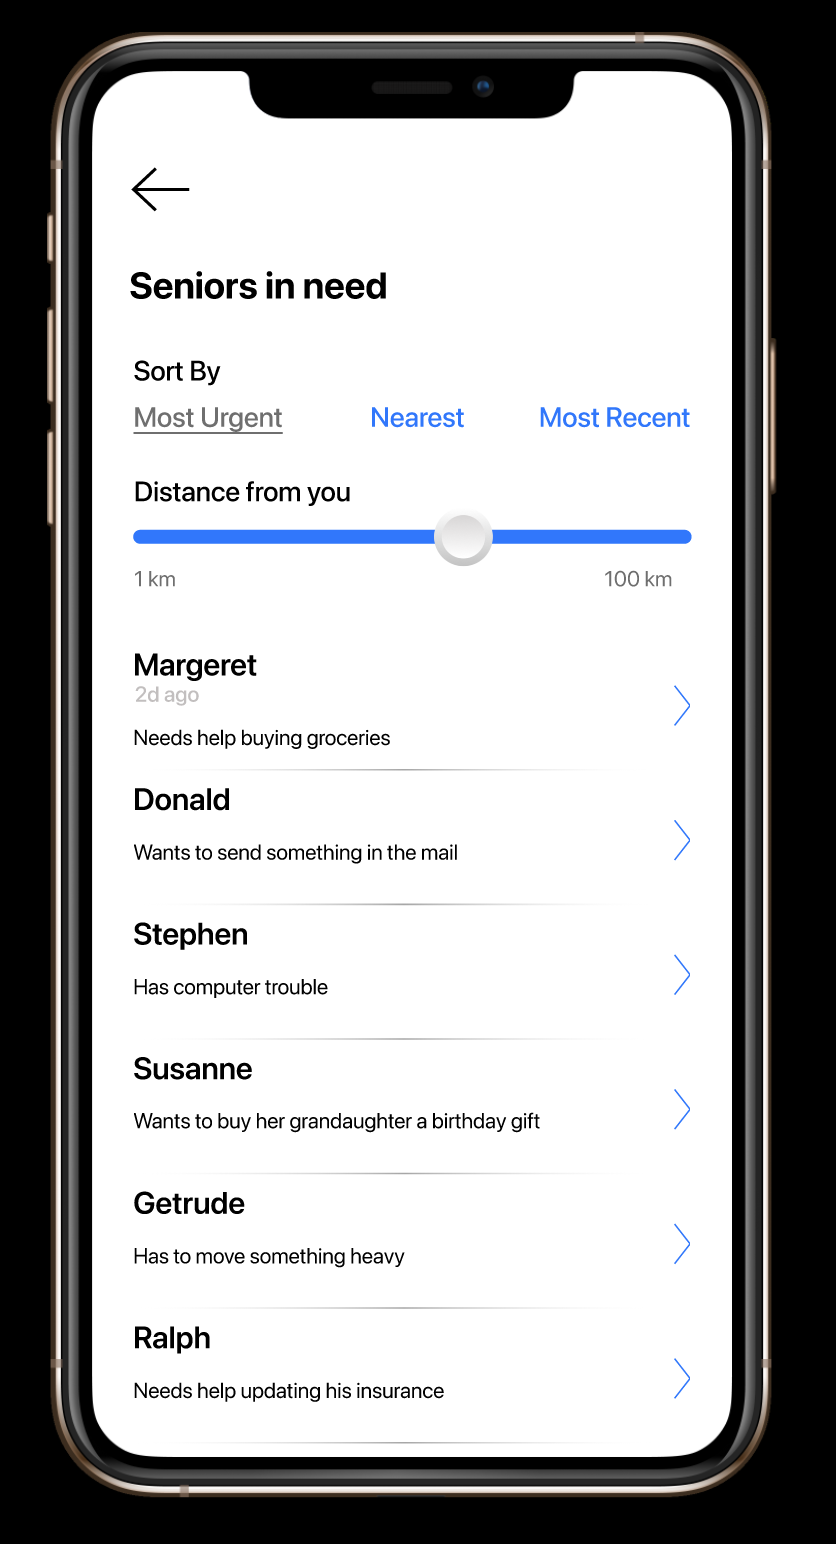 Seniors in need
Sort By
Most Urgent Nearest Most Recent
Distance from you
1 km 100 km
Margeret
2d ago
Needs help buying groceries
Donald
Wants to send something in the mail
Stephen
Has computer trouble
Susanne
Wants to buy her grandaughter a birthday gift
Getrude
Has to move something heavy
Ralph
Needs help updating his insurance